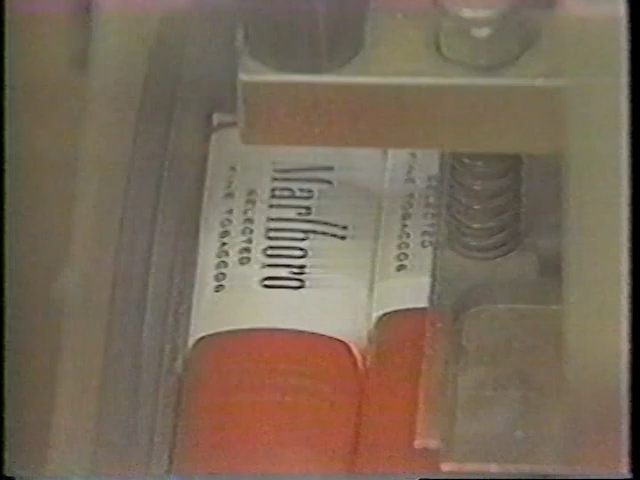 Marlboro
SELECTED
FINE TOBACCOS
SELECTED
FINE TOBACCOS